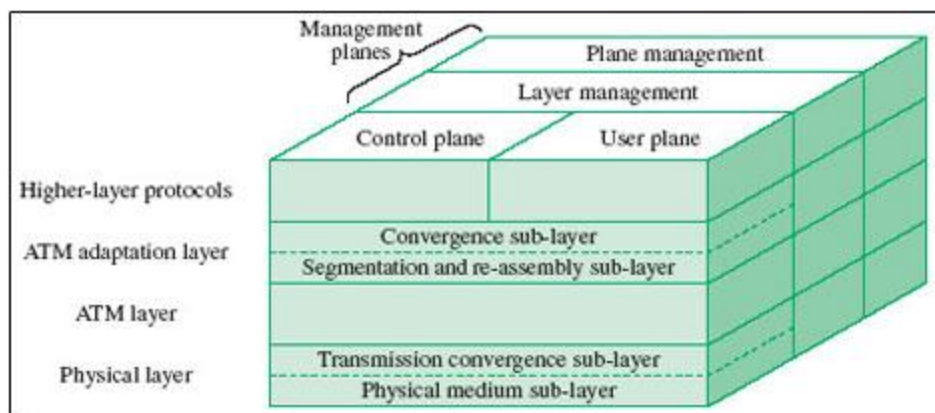 Management
planes
Plane management
Layer management
Control plane
User plane
Higher-layer protocols
Convergence sub-layer
ATM adaptation layer
Segmentation and re-assembly sub-layer
ATM layer
Transmission convergence sub-layer
Physical layer
Physical medium sub-layer